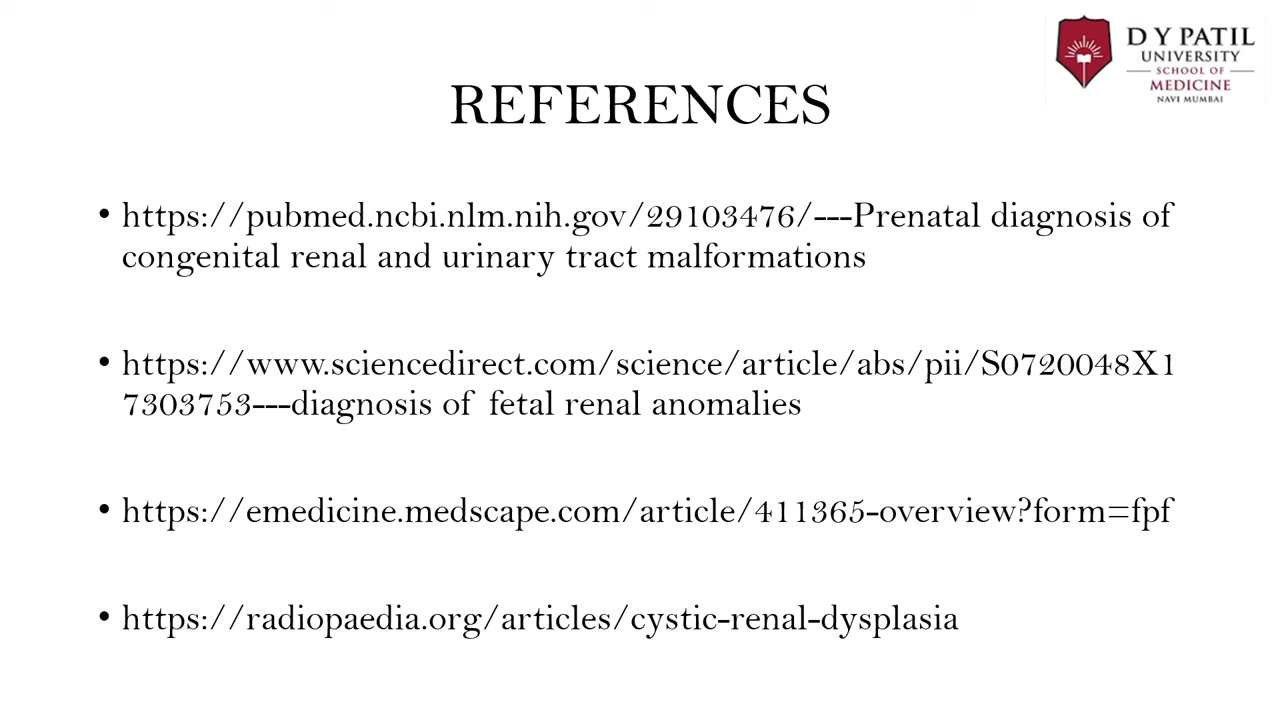 D Y PATIL
UNIVERSITY
SCHOOL OF
MEDICINE
NAVI MUMBAI
REFERENCES
• https://pubmed.ncbi.nlm.nih.gov/29103476/---Prenatal diagnosis of
congenital renal and urinary tract malformations
• https://www.sciencedirect.com/science/article/abs/pii/S0720048X1
7303753---diagnosis of fetal renal anomalies
• https://emedicine.medscape.com/article/411365-overview?form=fpf
• https://radiopaedia.org/articles/cystic-renal-dysplasia